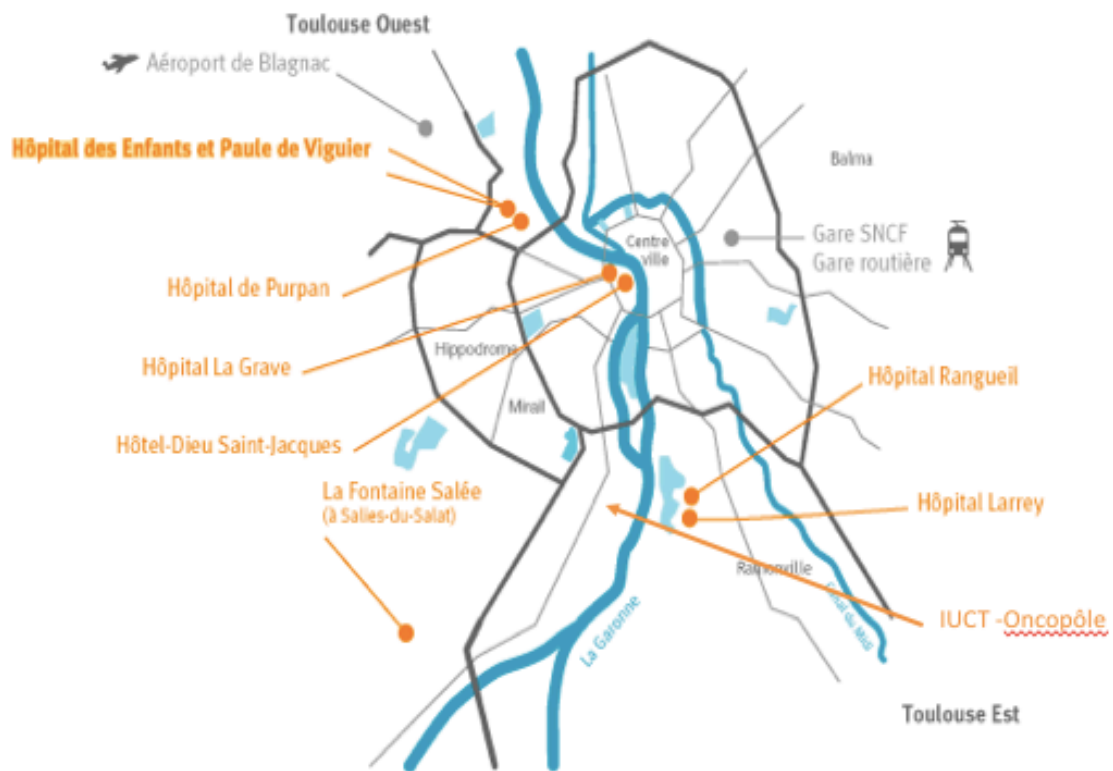 Toulouse Ouest
Aéroport de Blagnac
Hôpital des Enfants et Paule de Viguier
Balma
Centre
ville
Gare SNCF
Gare routière
Hôpital de Purpan
Hippodrome
Hôpital La Grave
Hôpital Rangueil
Mirail
Hôtel-Dieu Saint-Jacques
La Fontaine Salée
(à Salies-du-Salat)
Hôpital Larrey
Ramonville
Canal du Midi
IUCT -Oncopôle
La Garonne
Toulouse Est